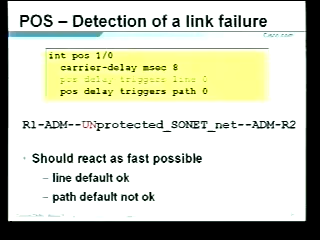 POS – Detection of a link failure
Cisco.com
int pos 1/0
carrier-delay msec 8
pos delay triggers line 0
pos delay triggers path 0
R1-ADM--UNprotected_SONET_net--ADM-R2
Should react as fast possible
– line default ok
– path default not ok